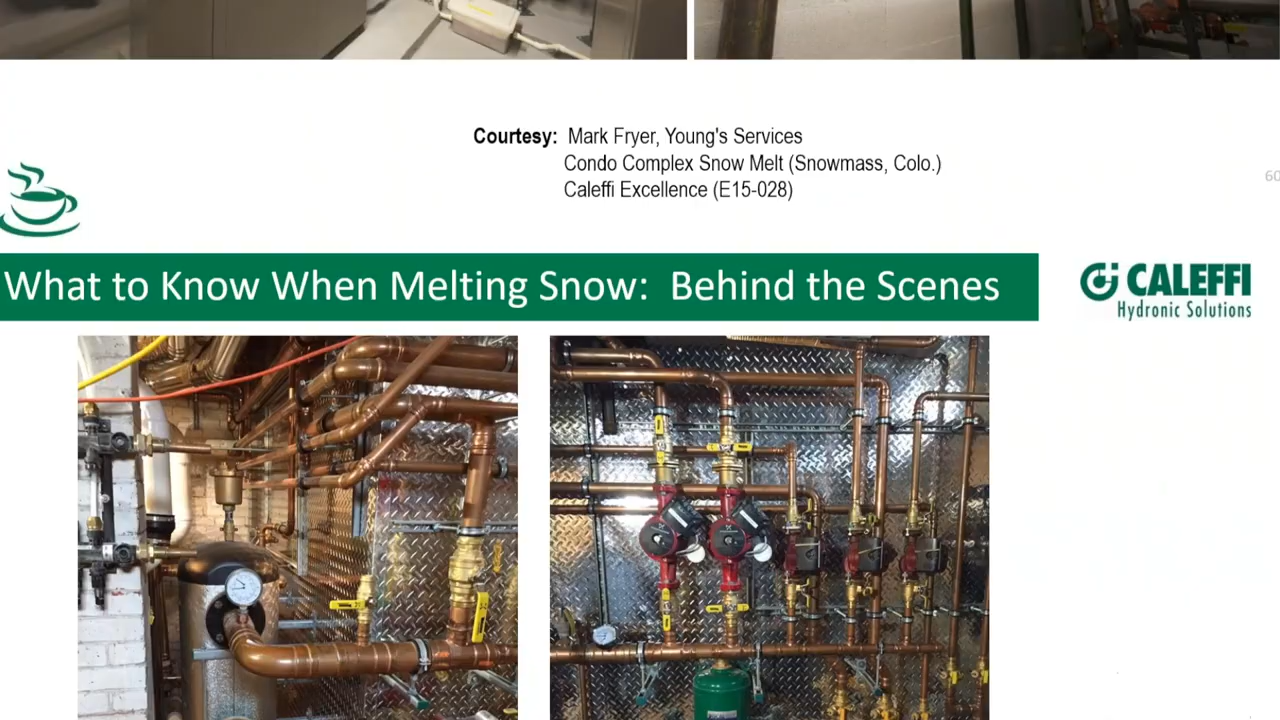 Courtesy: Mark Fryer, Young's Services
Condo Complex Snow Melt (Snowmass, Colo.)
Caleffi Excellence (E15-028)
60
What to Know When Melting Snow: Behind the Scenes
CALEFFI
Hydronic Solutions